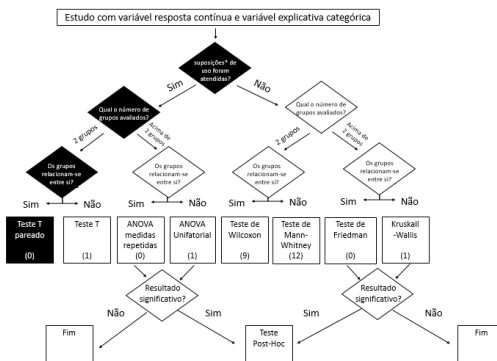 Estudo com variável resposta contínua e variável explicativa categórica
suposições* de
uso foram
atendidas?
Sim
Não
Qual o número de
grupos avaliados?
Qual o número de
grupos avaliados?
2 grupos
Acima de
2 grupos
2 grupos
Acima de
2 grupos
Os grupos
relacionam-se
entre si?
Os grupos
relacionam-se
entre si?
Os grupos
relacionam-se
entre si?
Os grupos
relacionam-se
entre si?
Sim
Não
Sim
Não
Sim
Não
Sim
Não
Teste T
pareado
(0)
Teste T
(1)
ANOVA
medidas
repetidas
(0)
ANOVA
Unifatorial
(1)
Teste de
Wilcoxon
(9)
Teste de
Mann-
Whitney
(12)
Teste de
Friedman
(0)
Kruskall
-Wallis
(1)
Resultado
significativo?
Resultado
significativo?
Não
Sim
Sim
Não
Fim
Teste
Post-Hoc
Fim